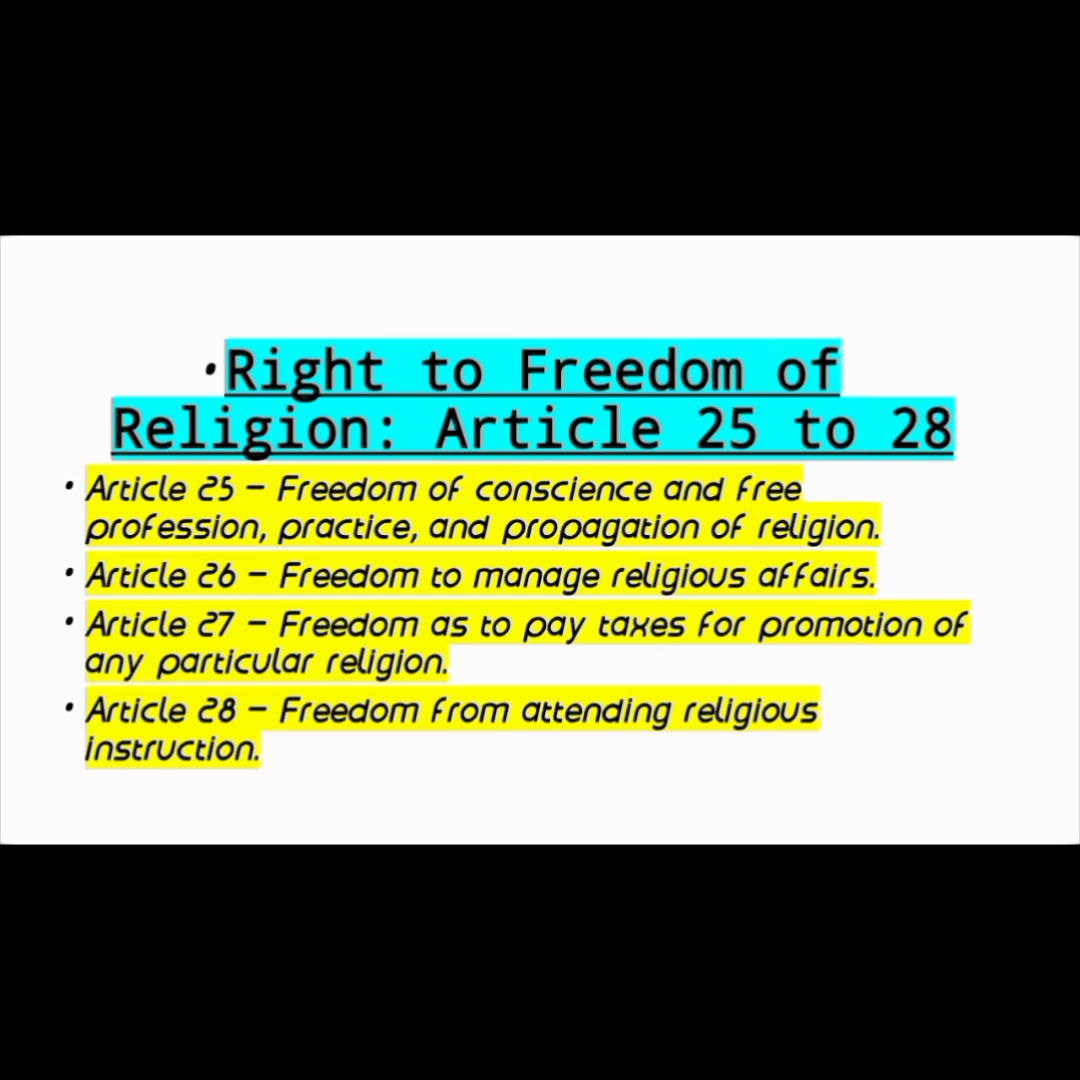 •Right to Freedom of
Religion: Article 25 to 28
• Article 25 – Freedom of conscience and free
profession, practice, and propagation of religion.
• Article 26 – Freedom to manage religious affairs.
• Article 27 – Freedom as to pay taxes for promotion of
any particular religion.
• Article 28 – Freedom from attending religious
instruction.